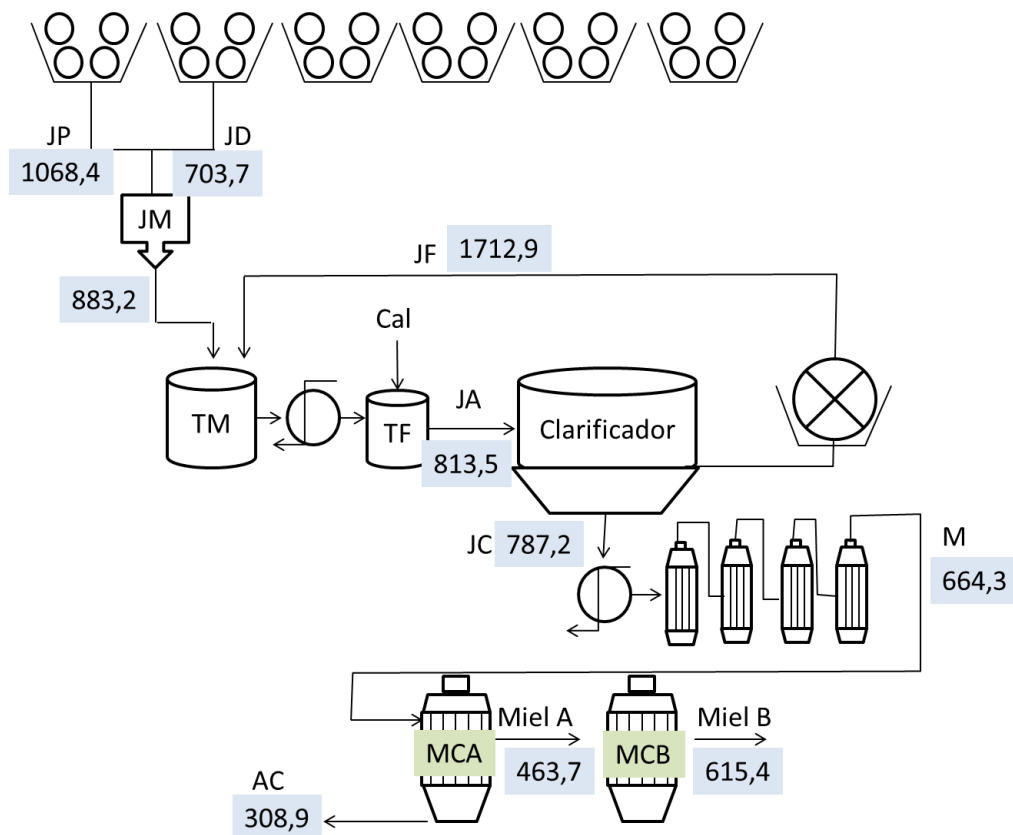 JP
JD
1068,4
703,7
JM
JF
1712,9
883,2
Cal
TM
TF
JA
Clarificador
813,5
JC
787,2
M
664,3
Miel A
Miel B
MCA
MCB
463,7
615,4
AC
308,9